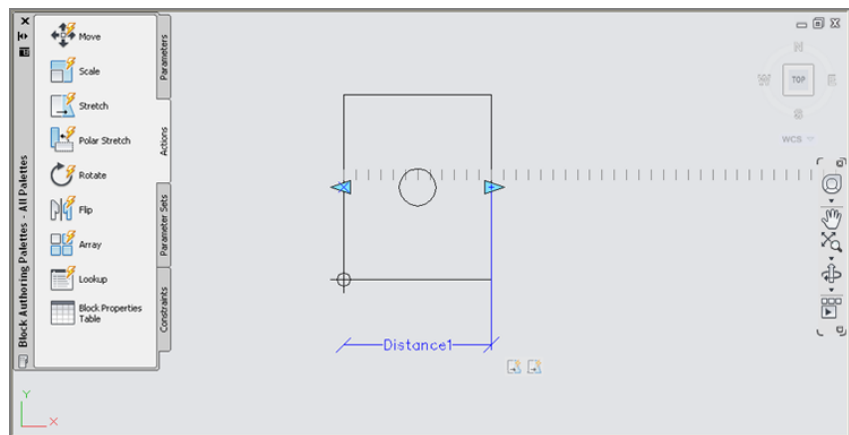 Block Authoring Palettes - All Palettes
Move
Scale
Stretch
Polar Stretch
Rotate
Flip
Array
Lookup
Block Properties
Table
Parameters
Actions
Parameter Sets
Constraints
Distance1
N
W
TOP
E
S
WCS
Y
X